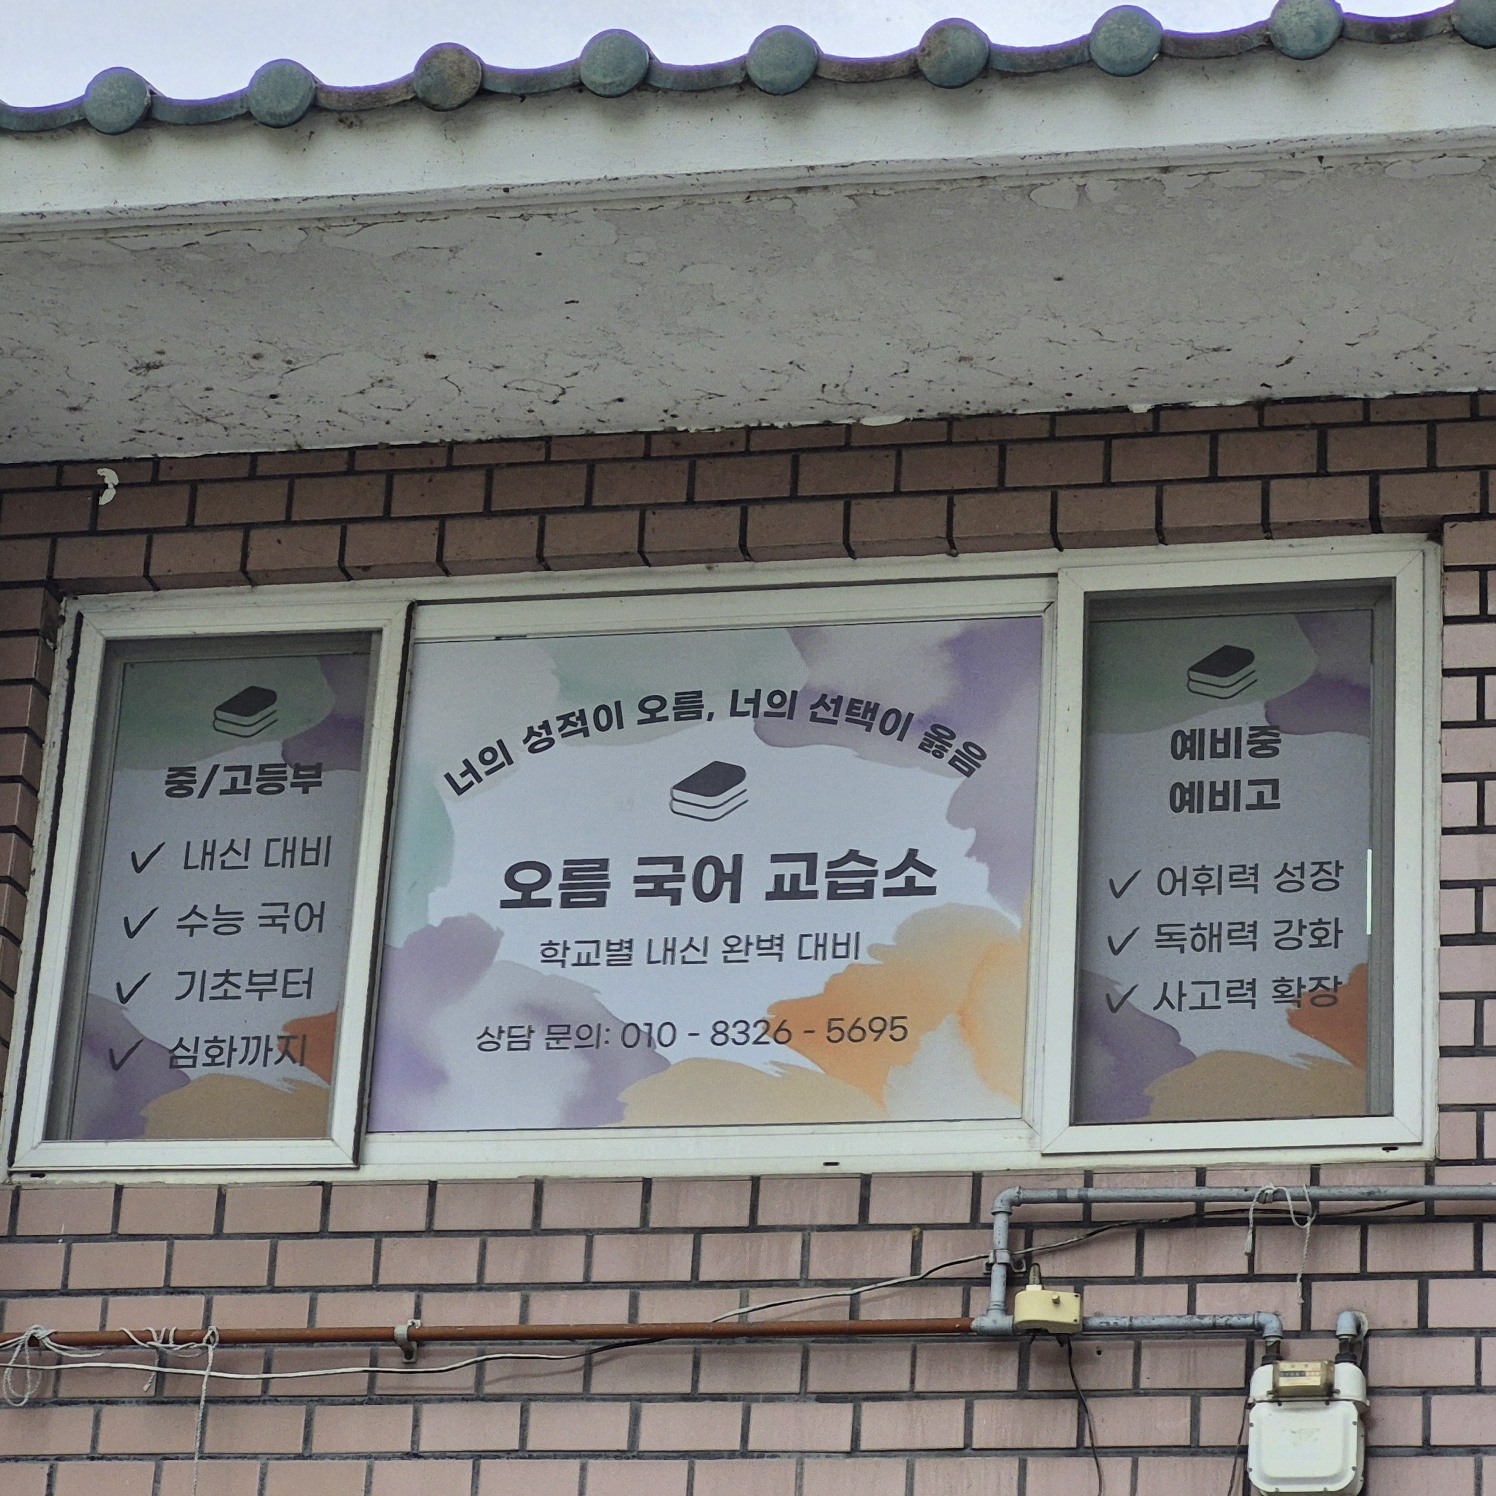 중/고등부
✓ 내신 대비
✓ 수능 국어
✓ 기초부터
✓ 심화까지
너의 성적이 오름, 너의 선택이 옳음
오름 국어 교습소
학교별 내신 완벽 대비
상담 문의: 010 - 8326 - 5695
예비중
예비고
✓ 어휘력 성장
✓ 독해력 강화
✓ 사고력 확장